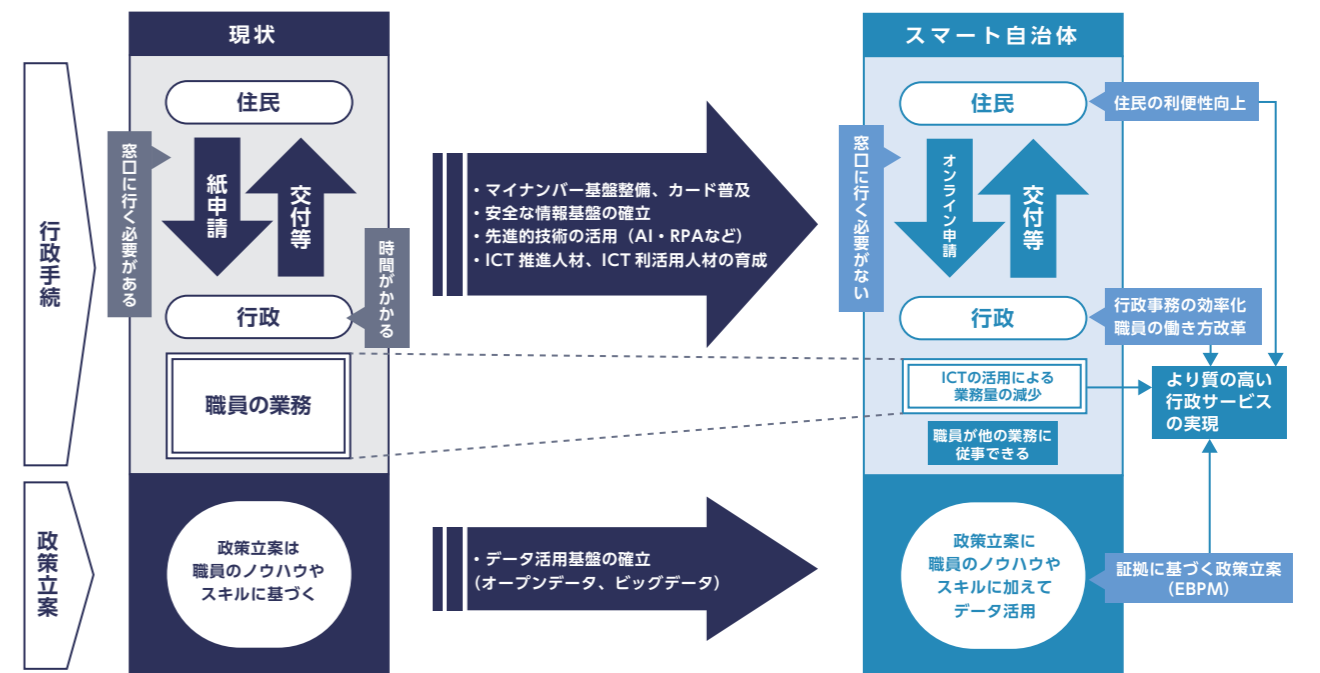 現状
スマート自治体
行政手続
住民
窓口に行く必要がある
紙申請
交付等
時間がかかる
行政
職員の業務
・マイナンバー基盤整備、カード普及
・安全な情報基盤の確立
・先進的技術の活用（AI・RPAなど）
・ICT 推進人材、ICT 利活用人材の育成
住民
住民の利便性向上
窓口に行く必要がない
オンライン申請
交付等
行政
行政事務の効率化
職員の働き方改革
ICTの活用による
業務量の減少
職員が他の業務に
従事できる
より質の高い
行政サービス
の実現
政策立案
政策立案は
職員のノウハウや
スキルに基づく
・データ活用基盤の確立
（オープンデータ、ビッグデータ）
政策立案に
職員のノウハウや
スキルに加えて
データ活用
証拠に基づく政策立案
（EBPM）